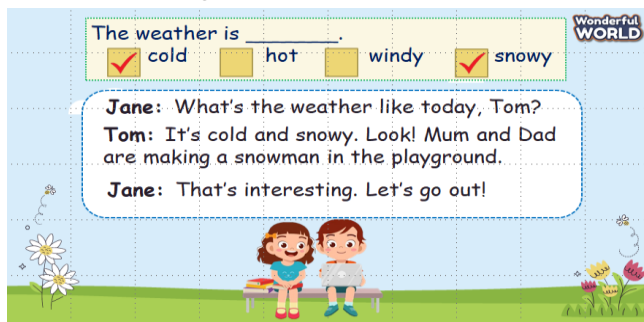 The weather is _________.
Wonderful
WORLD
cold hot windy snowy
Jane: What's the weather like today, Tom?
Tom: It's cold and snowy. Look! Mum and Dad
are making a snowman in the playground.
Jane: That's interesting. Let's go out!